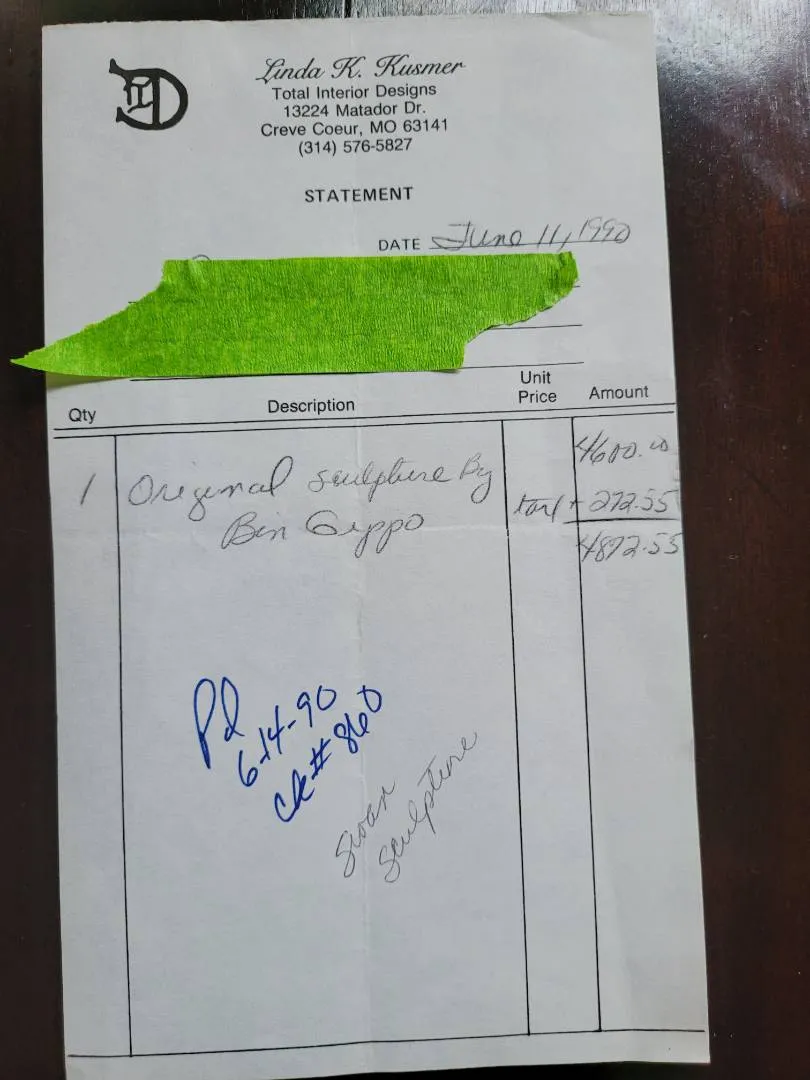 Linda K. Kusmer
Total Interior Designs
13224 Matador Dr.
Creve Coeur, MO 63141
(314) 576-5827
STATEMENT
DATE June 11, 1990
Qty Description Unit Price Amount
1 Original sculpture By 4600.00
Ben Gippo tax + 272.55
4872.55
Pd
6-14-90
ck# 860
Swan
Sculpture